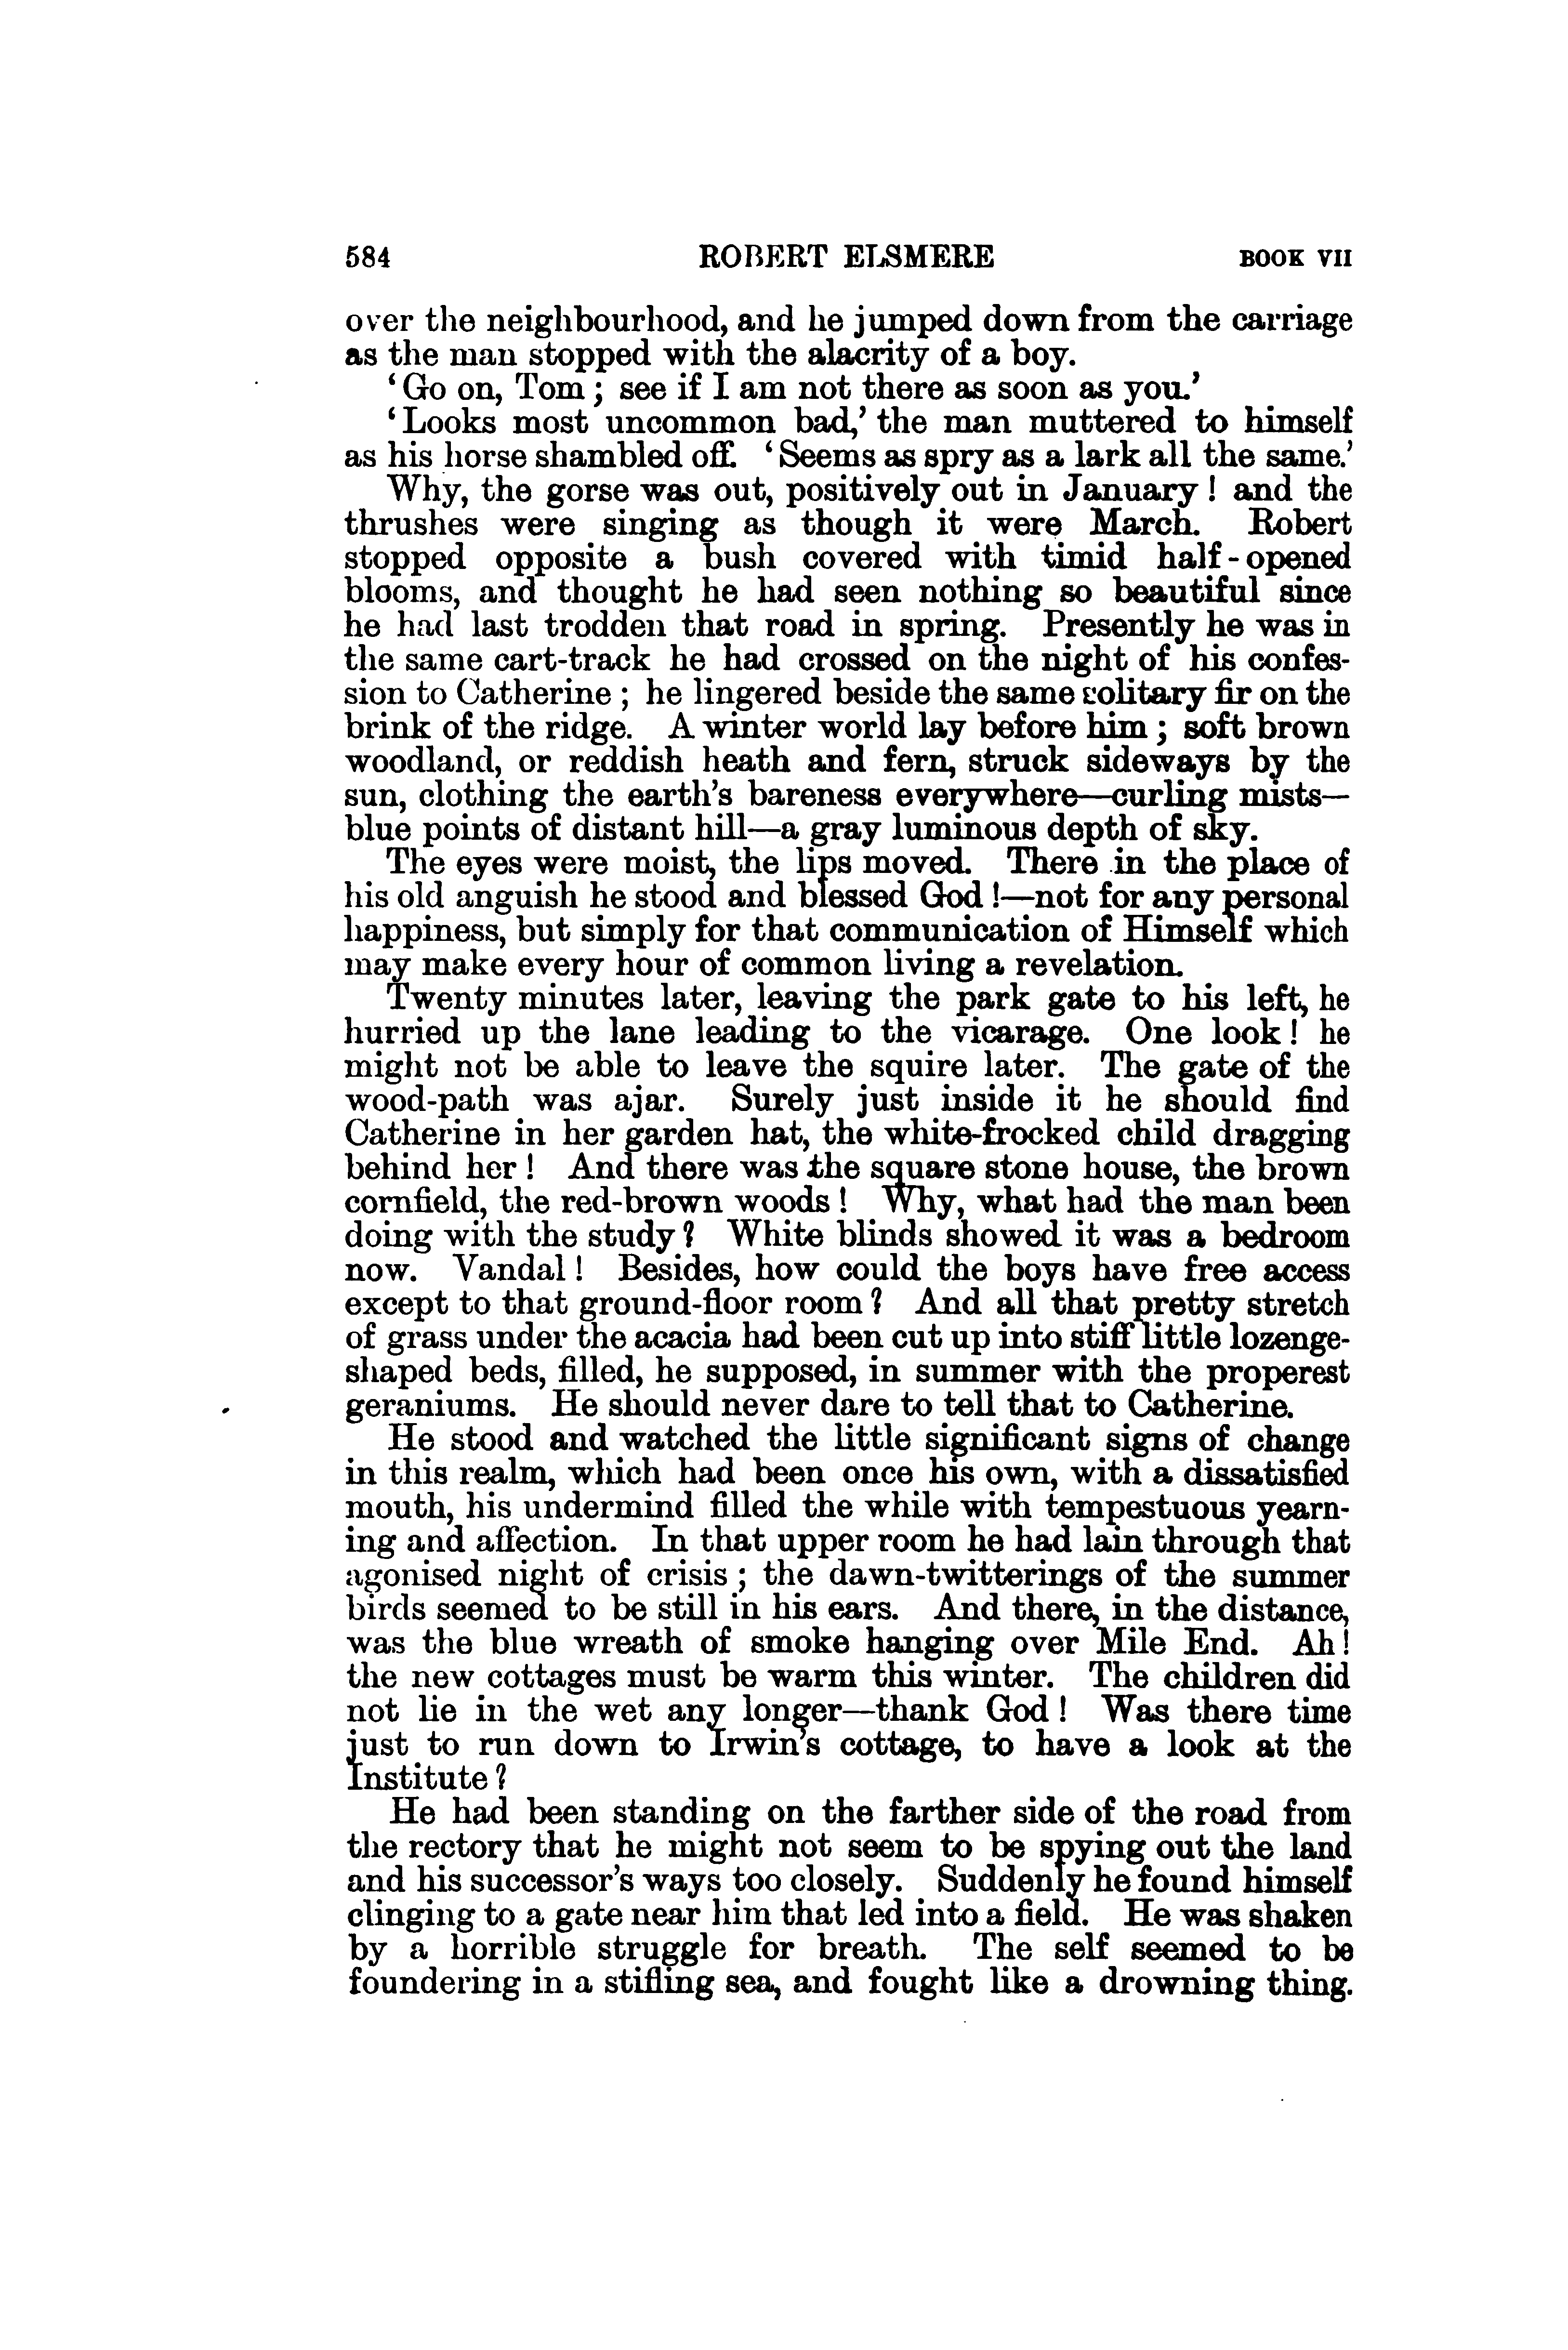 584 ROBERT ELSMERE BOOK VII
over the neighbourhood, and he jumped down from the carriage
as the man stopped with the alacrity of a boy.
‘Go on, Tom ; see if I am not there as soon as you.’
‘Looks most uncommon bad,’ the man muttered to himself
as his horse shambled off. ‘Seems as spry as a lark all the same.’
Why, the gorse was out, positively out in January ! and the
thrushes were singing as though it were March. Robert
stopped opposite a bush covered with timid half-opened
blooms, and thought he had seen nothing so beautiful since
he had last trodden that road in spring. Presently he was in
the same cart-track he had crossed on the night of his confes-
sion to Catherine ; he lingered beside the same solitary fir on the
brink of the ridge. A winter world lay before him ; soft brown
woodland, or reddish heath and fern, struck sideways by the
sun, clothing the earth’s bareness everywhere—curling mists—
blue points of distant hill—a gray luminous depth of sky.
The eyes were moist, the lips moved. There in the place of
his old anguish he stood and blessed God !—not for any personal
happiness, but simply for that communication of Himself which
may make every hour of common living a revelation.
Twenty minutes later, leaving the park gate to his left, he
hurried up the lane leading to the vicarage. One look ! he
might not be able to leave the squire later. The gate of the
wood-path was ajar. Surely just inside it he should find
Catherine in her garden hat, the white-frocked child dragging
behind her ! And there was the square stone house, the brown
cornfield, the red-brown woods ! Why, what had the man been
doing with the study ? White blinds showed it was a bedroom
now. Vandal ! Besides, how could the boys have free access
except to that ground-floor room ? And all that pretty stretch
of grass under the acacia had been cut up into stiff little lozenge-
shaped beds, filled, he supposed, in summer with the properest
geraniums. He should never dare to tell that to Catherine.
He stood and watched the little significant signs of change
in this realm, which had been once his own, with a dissatisfied
mouth, his undermind filled the while with tempestuous yearn-
ing and affection. In that upper room he had lain through that
agonised night of crisis ; the dawn-twitterings of the summer
birds seemed to be still in his ears. And there, in the distance,
was the blue wreath of smoke hanging over Mile End. Ah !
the new cottages must be warm this winter. The children did
not lie in the wet any longer—thank God ! Was there time
just to run down to Irwin’s cottage, to have a look at the
Institute ?
He had been standing on the farther side of the road from
the rectory that he might not seem to be spying out the land
and his successor’s ways too closely. Suddenly he found himself
clinging to a gate near him that led into a field. He was shaken
by a horrible struggle for breath. The self seemed to be
foundering in a stifling sea, and fought like a drowning thing.